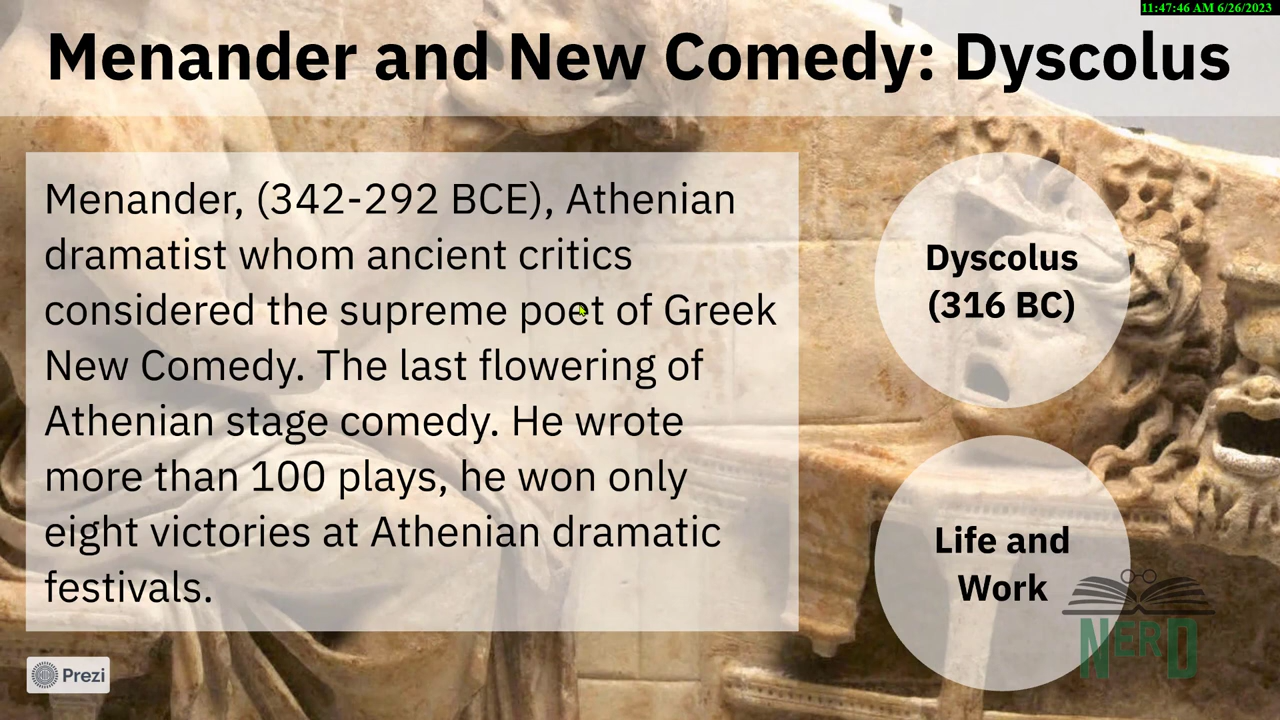 11:47:46 AM 6/26/2023
Menander and New Comedy: Dyscolus
Menander, (342-292 BCE), Athenian
dramatist whom ancient critics
considered the supreme poet of Greek
New Comedy. The last flowering of
Athenian stage comedy. He wrote
more than 100 plays, he won only
eight victories at Athenian dramatic
festivals.
Dyscolus
(316 BC)
Life and
Work
NERD
Prezi